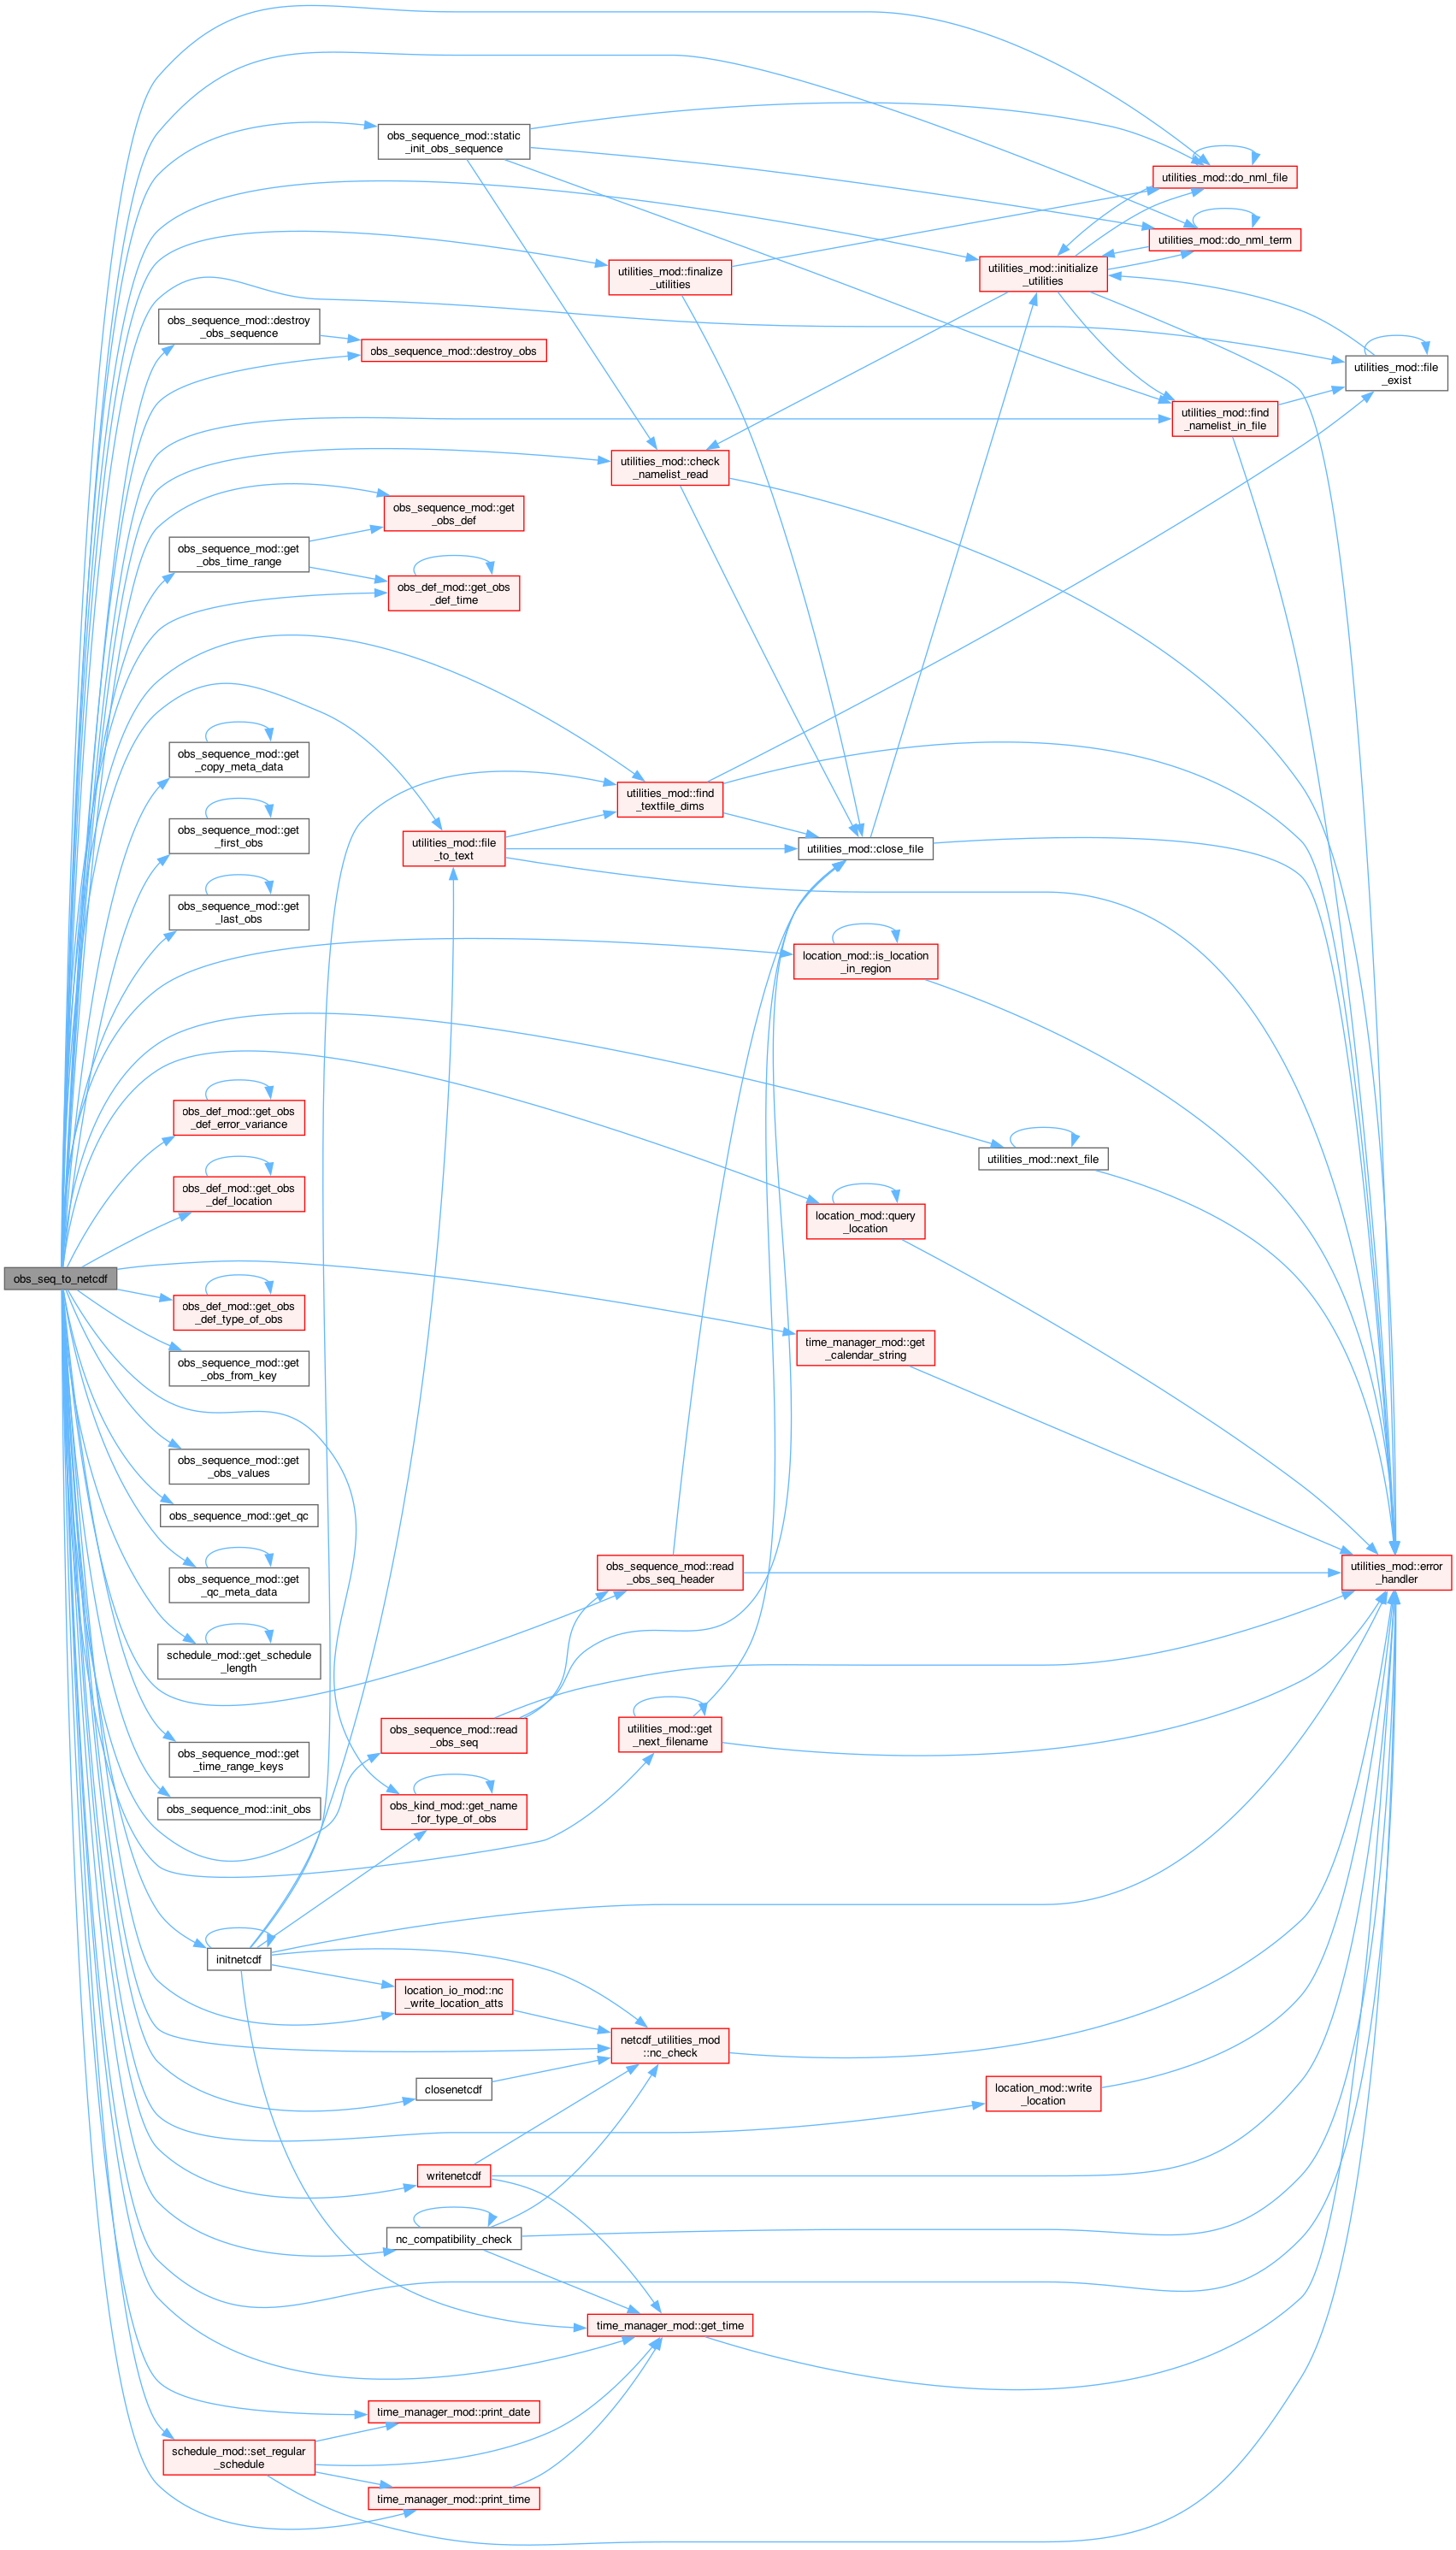 obs_sequence_mod::static
_init_obs_sequence
utilities_mod::do_nml_file
utilities_mod::do_nml_term
utilities_mod::finalize
_utilities
utilities_mod::initialize
_utilities
obs_sequence_mod::destroy
_obs_sequence
obs_sequence_mod::destroy_obs
utilities_mod::file
_exist
utilities_mod::find
_namelist_in_file
utilities_mod::check
_namelist_read
obs_sequence_mod::get
_obs_def
obs_sequence_mod::get
_obs_time_range
obs_def_mod::get_obs
_def_time
obs_sequence_mod::get
_copy_meta_data
utilities_mod::find
_textfile_dims
obs_sequence_mod::get
_first_obs
utilities_mod::file
_to_text
utilities_mod::close_file
obs_sequence_mod::get
_last_obs
location_mod::is_location
_in_region
obs_def_mod::get_obs
_def_error_variance
utilities_mod::next_file
obs_def_mod::get_obs
_def_location
location_mod::query
_location
obs_seq_to_netcdf
obs_def_mod::get_obs
_def_type_of_obs
time_manager_mod::get
_calendar_string
obs_sequence_mod::get
_obs_from_key
obs_sequence_mod::get
_obs_values
obs_sequence_mod::get_qc
obs_sequence_mod::read
_obs_seq_header
utilities_mod::error
_handler
obs_sequence_mod::get
_qc_meta_data
schedule_mod::get_schedule
_length
obs_sequence_mod::read
_obs_seq
utilities_mod::get
_next_filename
obs_sequence_mod::get
_time_range_keys
obs_sequence_mod::init_obs
obs_kind_mod::get_name
_for_type_of_obs
initnetcdf
location_io_mod::nc
_write_location_atts
netcdf_utilities_mod
::nc_check
closenetcdf
location_mod::write
_location
writenetcdf
nc_compatibility_check
time_manager_mod::get_time
time_manager_mod::print_date
schedule_mod::set_regular
_schedule
time_manager_mod::print_time